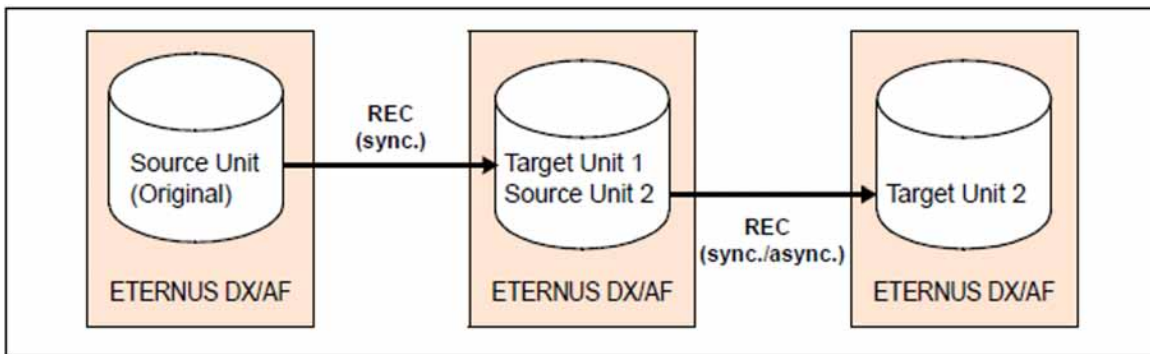 REC
(sync.)
Source Unit
(Original)
Target Unit 1
Source Unit 2
Target Unit 2
REC
(sync./async.)
ETERNUS DX/AF
ETERNUS DX/AF
ETERNUS DX/AF